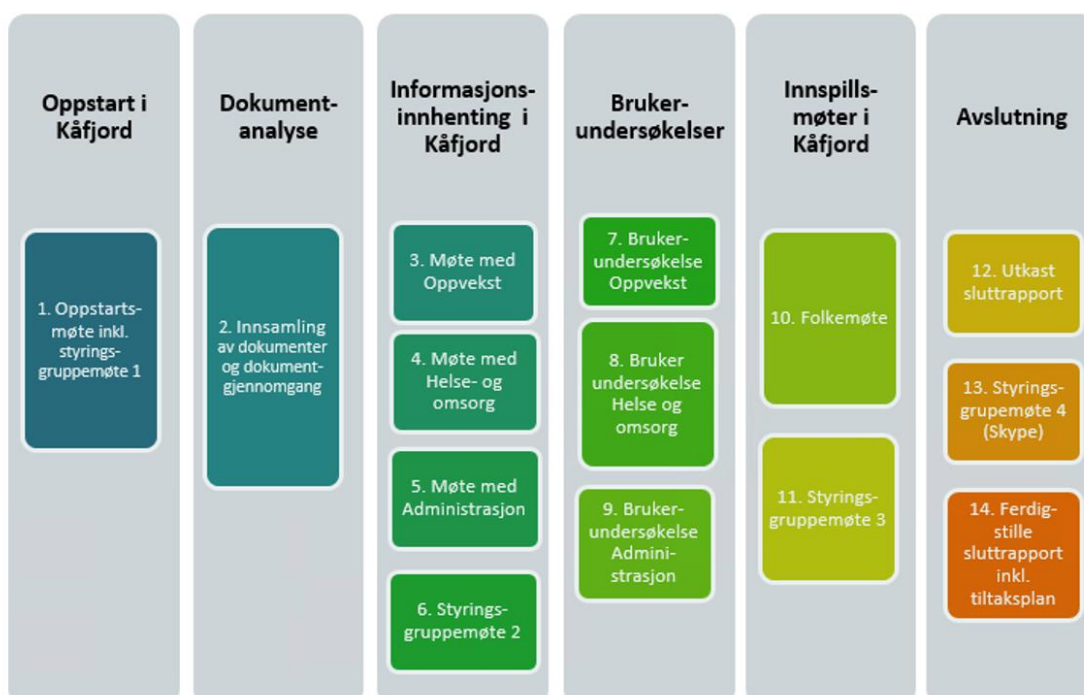 Oppstart i
Kåfjord
1. Oppstarts-
møte inkl.
styrings-
gruppemøte 1
Dokument-
analyse
2. Innsamling
av dokumenter
og dokument-
gjennomgang
Informasjons-
innhenting i
Kåfjord
3. Møte med
Oppvekst
4. Møte med
Helse- og
omsorg
5. Møte med
Administrasjon
6. Styrings-
gruppemøte 2
Bruker-
undersøkelser
7. Bruker-
undersøkelse
Oppvekst
8. Bruker
undersøkelse
Helse og
omsorg
9. Bruker-
undersøkelse
Admini-
strasjon
Innspills-
møter i
Kåfjord
10. Folkemøte
11. Styrings-
gruppemøte 3
Avslutning
12. Utkast
sluttrapport
13. Styrings-
grupemøte 4
(Skype)
14. Ferdig-
stille
sluttrapport
inkl.
tiltaksplan